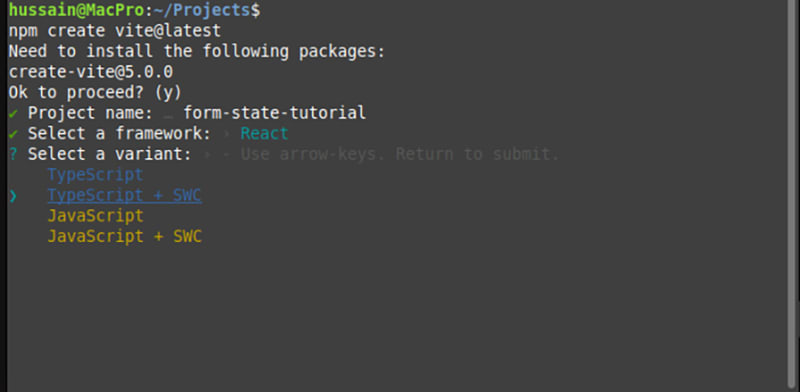 hussain@MacPro:~/Projects$
npm create vite@latest
Need to install the following packages:
create-vite@5.0.0
Ok to proceed? (y)
✔ Project name: … form-state-tutorial
✔ Select a framework: › React
? Select a variant: › - Use arrow-keys. Return to submit.
TypeScript
❯ TypeScript + SWC
JavaScript
JavaScript + SWC